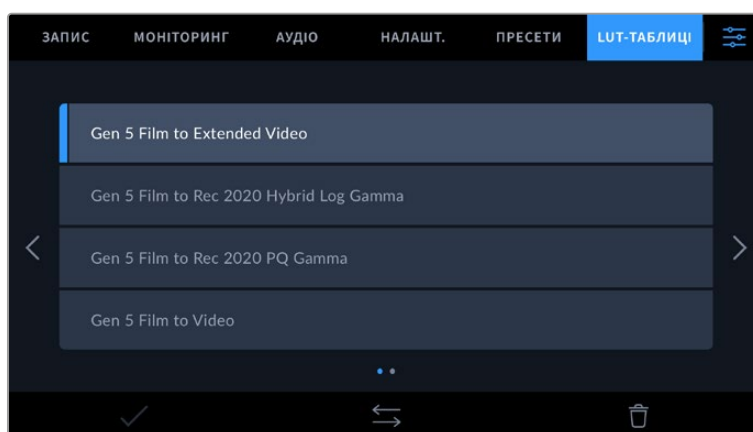 ЗАПИС МОНІТОРИНГ АУДІО НАЛАШТ. ПРЕСЕТИ LUT-ТАБЛИЦІ
Gen 5 Film to Extended Video
Gen 5 Film to Rec 2020 Hybrid Log Gamma
Gen 5 Film to Rec 2020 PQ Gamma
Gen 5 Film to Video